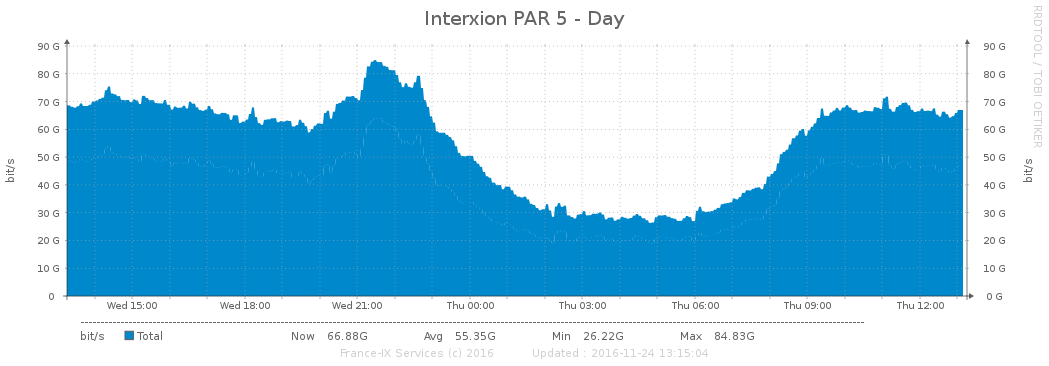 Interxion PAR 5 - Day
RRDTOOL / TOBI OETIKER
90 G 90 G
80 G 80 G
70 G 70 G
60 G 60 G
50 G 50 G
40 G 40 G
30 G 30 G
20 G 20 G
10 G 10 G
0 0 G
bit/s bit/s
Wed 15:00 Wed 18:00 Wed 21:00 Thu 00:00 Thu 03:00 Thu 06:00 Thu 09:00 Thu 12:00
bit/s Total Now 66.88G Avg 55.35G Min 26.22G Max 84.83G
France-IX Services (c) 2016 Updated : 2016-11-24 13:15:04